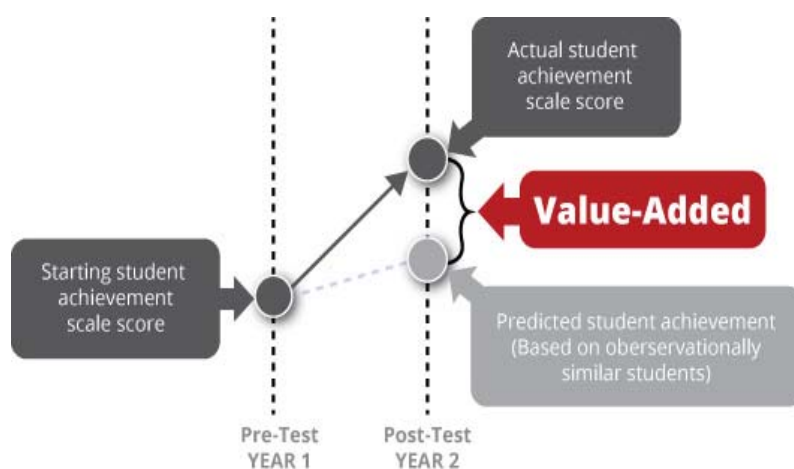 Actual student
achievement
scale score
Value-Added
Starting student
achievement
scale score
Predicted student achievement
(Based on oberservationally
similar students)
Pre-Test
YEAR 1
Post-Test
YEAR 2